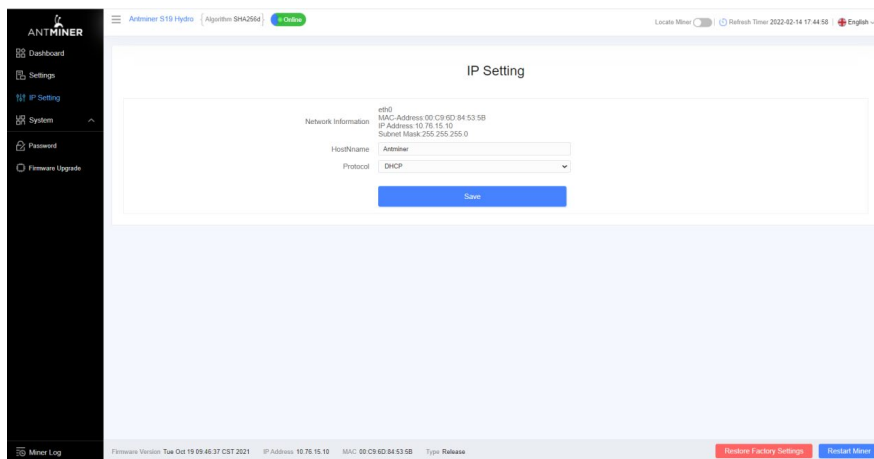 ANTMINER
Antminer S19 Hydro Algorithm SHA256d Online
Locate Miner Refresh Timer 2022-02-14 17:44:58 English
Dashboard
Settings
IP Setting
System
Password
Firmware Upgrade
IP Setting
Network Information
eth0
MAC-Address:00:C9:6D:84:53:5B
IP Address:10.76.15.10
Subnet Mask:255.255.255.0
HostNname Antminer
Protocol DHCP
Save
Miner Log
Firmware Version Tue Oct 19 09:46:37 CST 2021 IP Address 10.76.15.10 MAC 00:C9:6D:84:53:5B Type Release
Restore Factory Settings Restart Miner